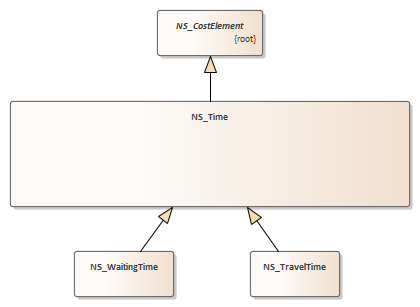 NS_CostElement
{root}
NS_Time
NS_WaitingTime
NS_TravelTime